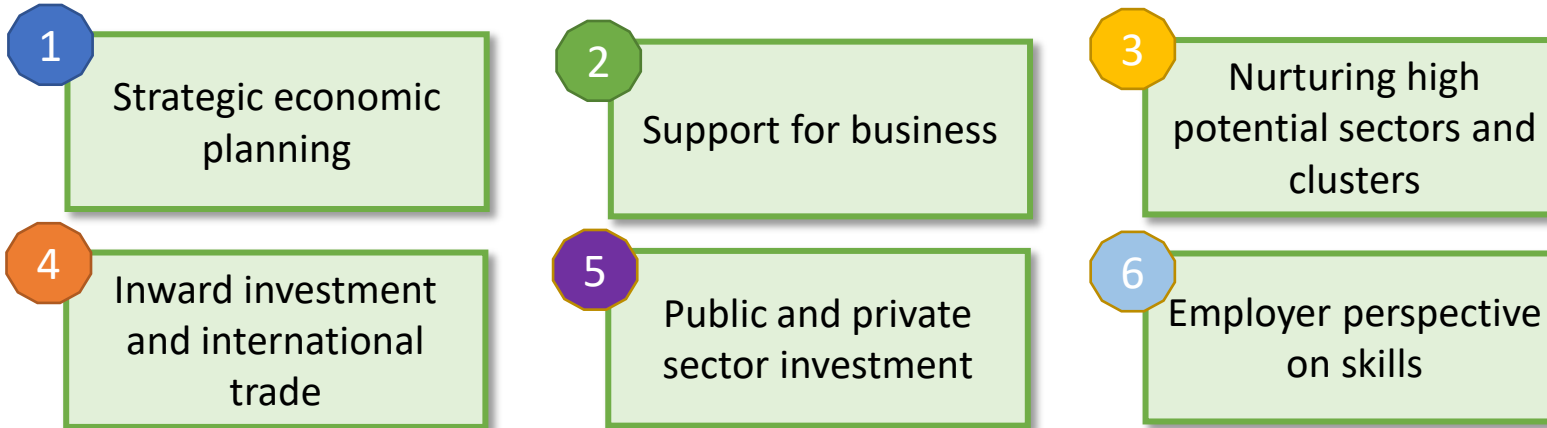 1
Strategic economic
planning
2
Support for business
3
Nurturing high
potential sectors and
clusters
4
Inward investment
and international
trade
5
Public and private
sector investment
6
Employer perspective
on skills